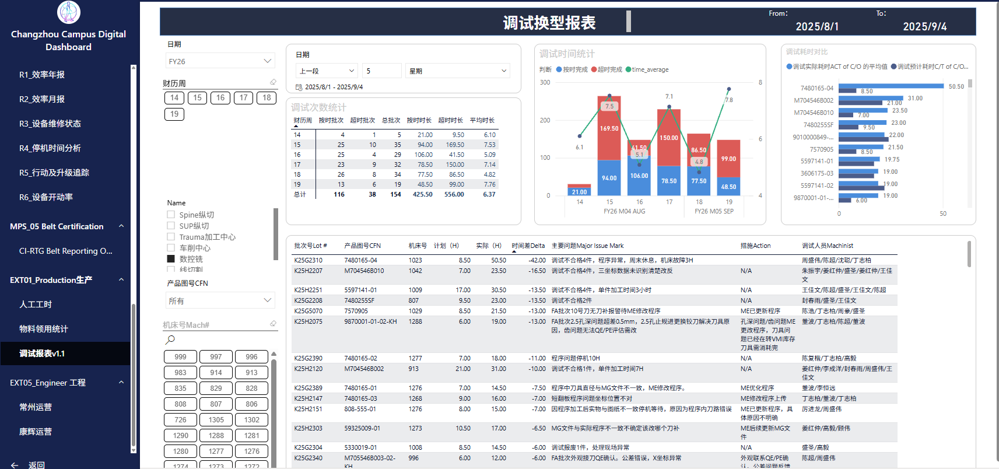 Changzhou Campus Digital
Dashboard
R1_效率年报
R2_效率月报
R3_设备维修状态
R4_停机时间分析
R5_行动及升级追踪
R6_设备开动率
MPS_05 Belt Certification
CI-RTG Belt Reporting O...
EXT01_Production生产
人工工时
物料领用统计
调试报表v1.1
EXT05_Engineer 工程
常州运营
康辉运营
返回
调试换型报表
From:
2025/8/1
To:
2025/9/4
日期
FY26
财历周
14 15 16 17 18
19
Name
Spine纵切
SUP纵切
Trauma加工中心
车削中心
数控铣
线切割
产品图号CFN
所有
机床号Mach#
999 997 996
983 914 913
835 829 828
808 807 806
726 1305 1302
1290 1288 1281
1280 1277 1276
1274 1273 1272
日期
上一段 5 星期
2025/8/1 - 2025/9/4
调试次数统计
财历周 按时批次 超时批次 总批次 按时时长 超时时长 平均时长
14 4 1 5 21.00 9.50 6.10
15 25 10 35 94.00 169.50 7.53
16 25 4 29 106.00 41.50 5.09
17 23 9 32 78.50 150.00 7.14
18 26 8 34 77.50 86.50 4.82
19 13 6 19 48.50 99.00 7.76
总计 116 38 154 425.50 556.00 6.37
调试时间统计
判断 按时完成 超时完成 time_average
300 8
7.1
7.5 7.8
200 169.50
150.00 6
6.1 41.50 86.50
5.1 99.00
100 4.8
94.00 106.00 78.50 77.50
21.00 48.50
0 4
14 15 16 17 18 19
FY26 M04 AUG FY26 M05 SEP
调试耗时对比
调试实际耗时ACT of C/O 的平均值 调试预计耗时C/T of C/O...
7480165-04 50.50
8.50
M704546B002 31.00
21.00
M704546B010 23.50
7.00
7480255SF 23.00
9.50
9010000849-... 22.00
7570905 21.50
8.50
5597141-01 19.75
3606175-03 19.00
5597141-02 19.00
9870001-01-... 19.00
6.00
0 50
批次号Lot # 产品图号CFN 机床号 计划（H） 实际（H） 时间差Delta 主要问题Major Issue Mark 措施Action 调试人员Machinist
K25G2310 7480165-04 1023 8.50 50.50 -42.00 调试不合格4件，程序异常，周末休息，机床故障3H 周盛伟/陈超/沈聪/丁志柏
K25H2207 M704546B010 1042 7.00 23.50 -16.50 调试不合格4件，三坐标数据未识别清楚改反 N/A 朱振宇/姜红仲/盛圣/姜红仲/王佳
文
K25H2251 5597141-01 1009 17.00 30.50 -13.50 调试不合格4件，单件加工时间3小时 N/A 王佳文/陈超/盛圣/王佳文/陈超
K25G2208 7480255SF 807 9.50 23.00 -13.50 调试不合格2件 N/A 封春雨/盛圣/王佳文
K25G5070 7570905 1029 8.50 21.50 -13.00 FA批次10号刀无刀补报警待ME修改程序 ME已更新程序 陈浩/丁志柏/周豪/盛圣
K25H2075 9870001-01-02-KH 1288 6.00 19.00 -13.00 FA批次2.5孔深问题超差0.5mm，2.5孔止规进更换铰刀解决刀具原 孔深问题/齿问题ME 董波/丁志柏/陈超/董波
因，齿问题无法QE/PE评估需改 更改程序，刀具问
题已经在转VMI库存
刀具需消耗完
K25G2390 7480165-02 1277 7.00 18.00 -11.00 程序问题停机10H N/A 陈复楷/丁志柏/高毅
K25H2120 M704546B002 913 21.00 31.00 -10.00 调试不合格1件，单件加工时间7H N/A 姜红仲/李成洋/封春雨/周盛伟/王
佳文
K25G2389 7480165-01 1276 7.00 14.50 -7.50 程序中刀具直径与MG文件不一致，ME修改程序。 ME优化程序 董波/李恒远
K25H2147 7480165-03 1268 9.00 16.00 -7.00 短翻板程序问题坐标位置不对 ME修改程序上传 丁志柏/董波/丁志柏
K25H2151 808-555-01 1276 8.00 15.00 -7.00 因程序加工后实物与图纸不一致停机等待，原因为程序内刀路错误 ME已更新程序，具 厉进龙/周盛伟
体原因不明确
K25H2303 59325009-01 1273 10.50 17.00 -6.50 MG文件与实际程序不一致不确定该改哪个刀补 ME后续更新MG文 姜红仲/高毅/顾伟
件
K25G2304 5330019-01 1008 8.50 14.50 -6.00 调试报废1件，处理现场异常 N/A 盛圣/高毅
K25G2340 M705546B003-02- 996 6.00 12.00 -6.00 FA批次外观接刀QE确认。公差错误，X坐标异常 外观联系QE/PE确 陈超/周盛伟
KH 认。公差问题反馈